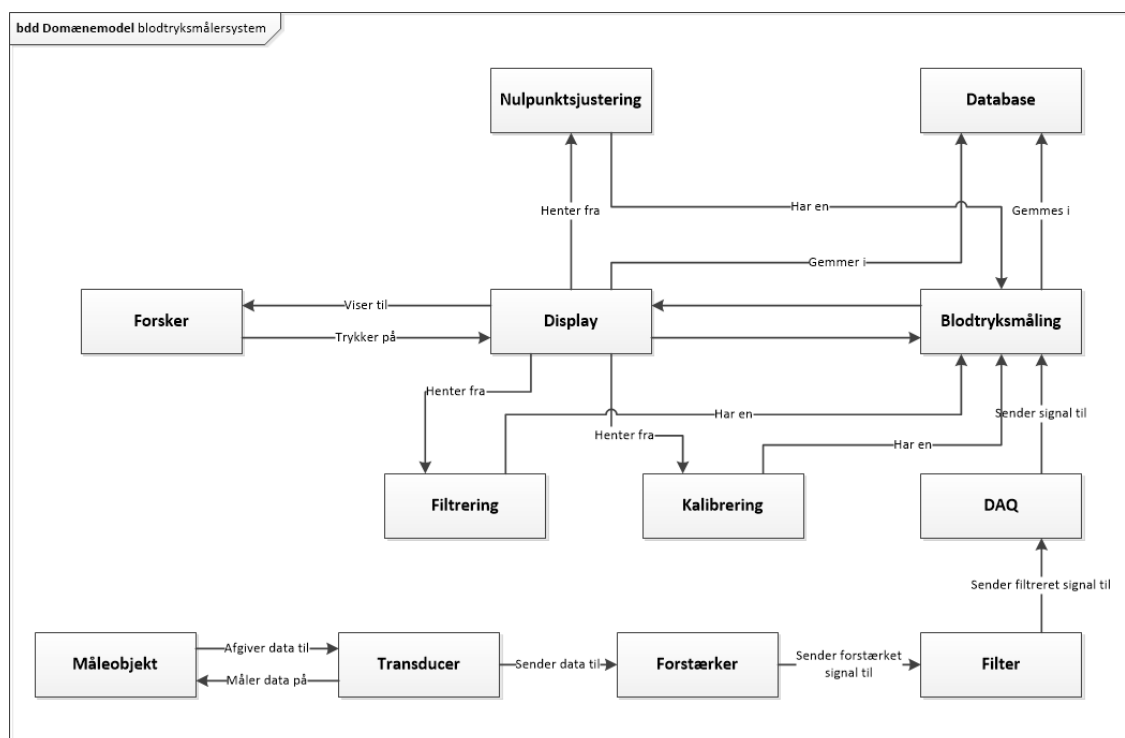 bdd Domænemodel blodtryksmålersystem
Nulpunktsjustering
Database
Henter fra
Har en
Gemmes i
Gemmer i
Forsker
Viser til
Trykker på
Display
Blodtryksmåling
Henter fra
Har en
Sender signal til
Henter fra
Har en
Filtrering
Kalibrering
DAQ
Sender filtreret signal til
Måleobjekt
Afgiver data til
Måler data på
Transducer
Sender data til
Forstærker
Sender forstærket
signal til
Filter